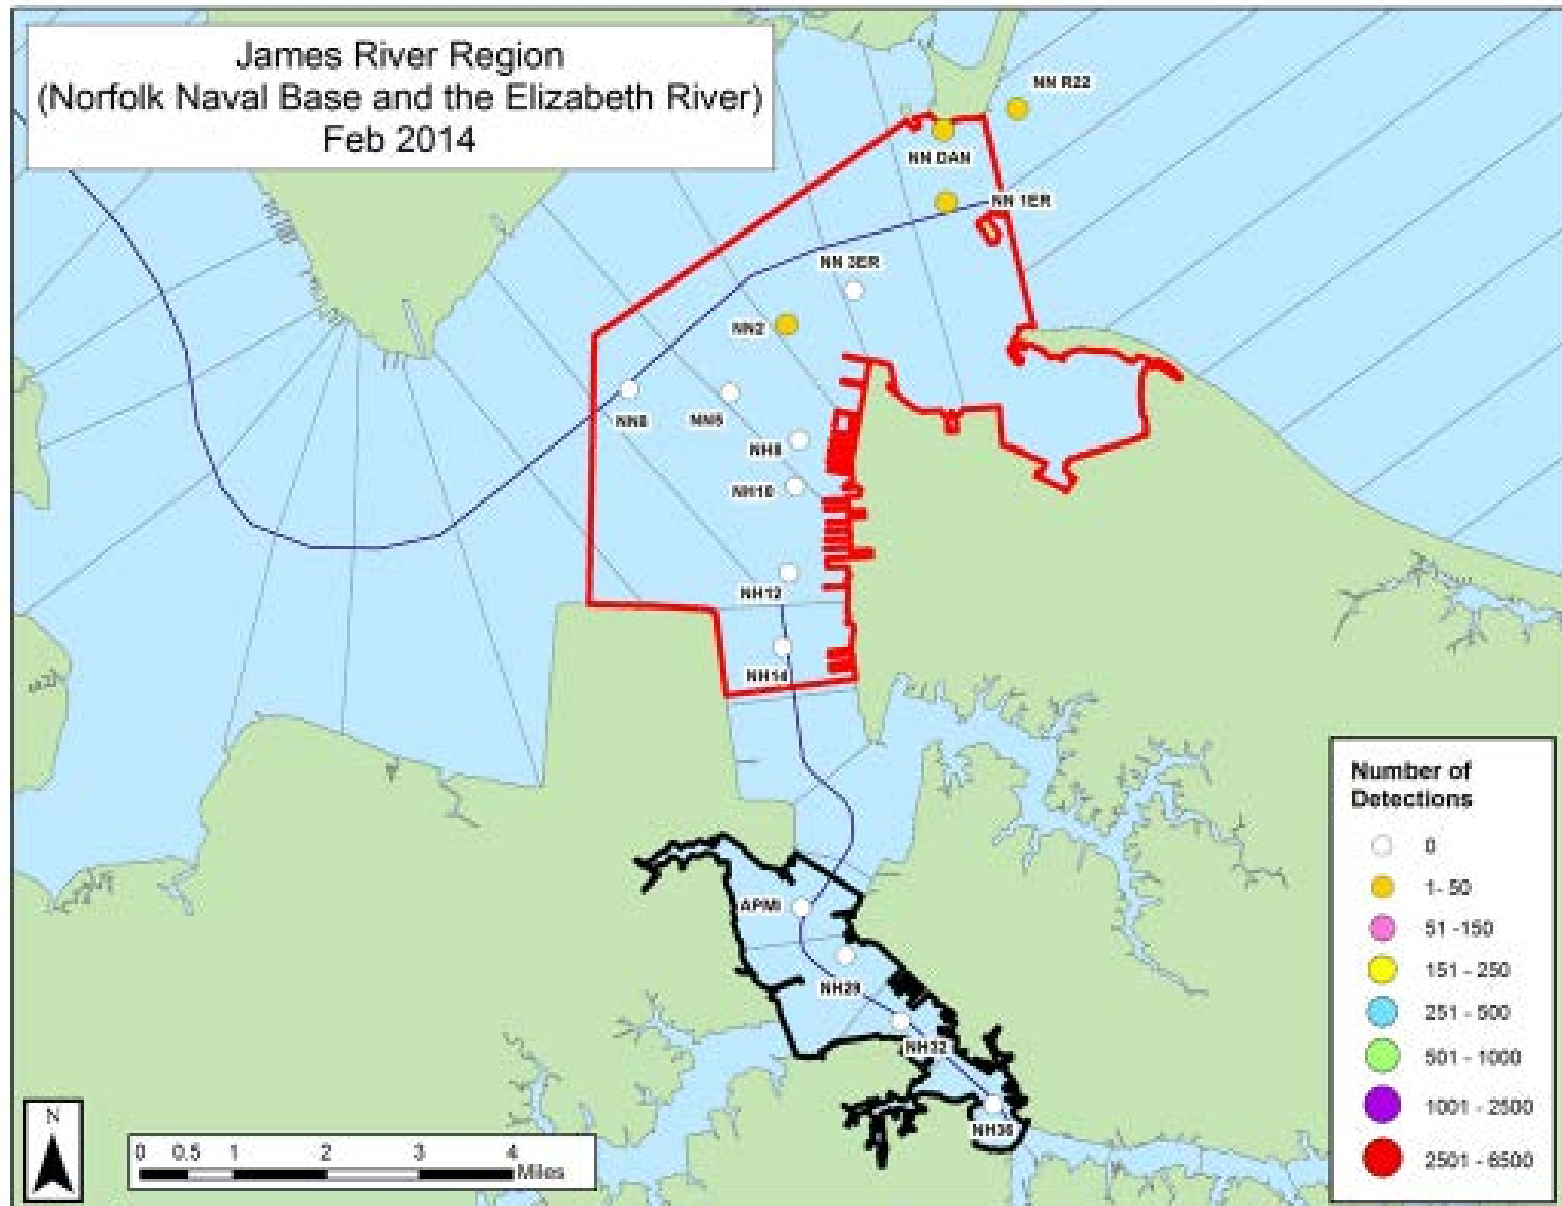 James River Region
(Norfolk Naval Base and the Elizabeth River)
Feb 2014
NN R22
NN DAN
NN 1ER
NN 3ER
NN2
NN5
NH8
NH10
NH12
NH14
APMI
NH29
NH32
Number of
Detections
0
1- 50
51 -150
151 - 250
251 - 500
501 - 1000
1001 - 2500
2501 - 6500
N
0 0.5 1 2 3 4
Miles